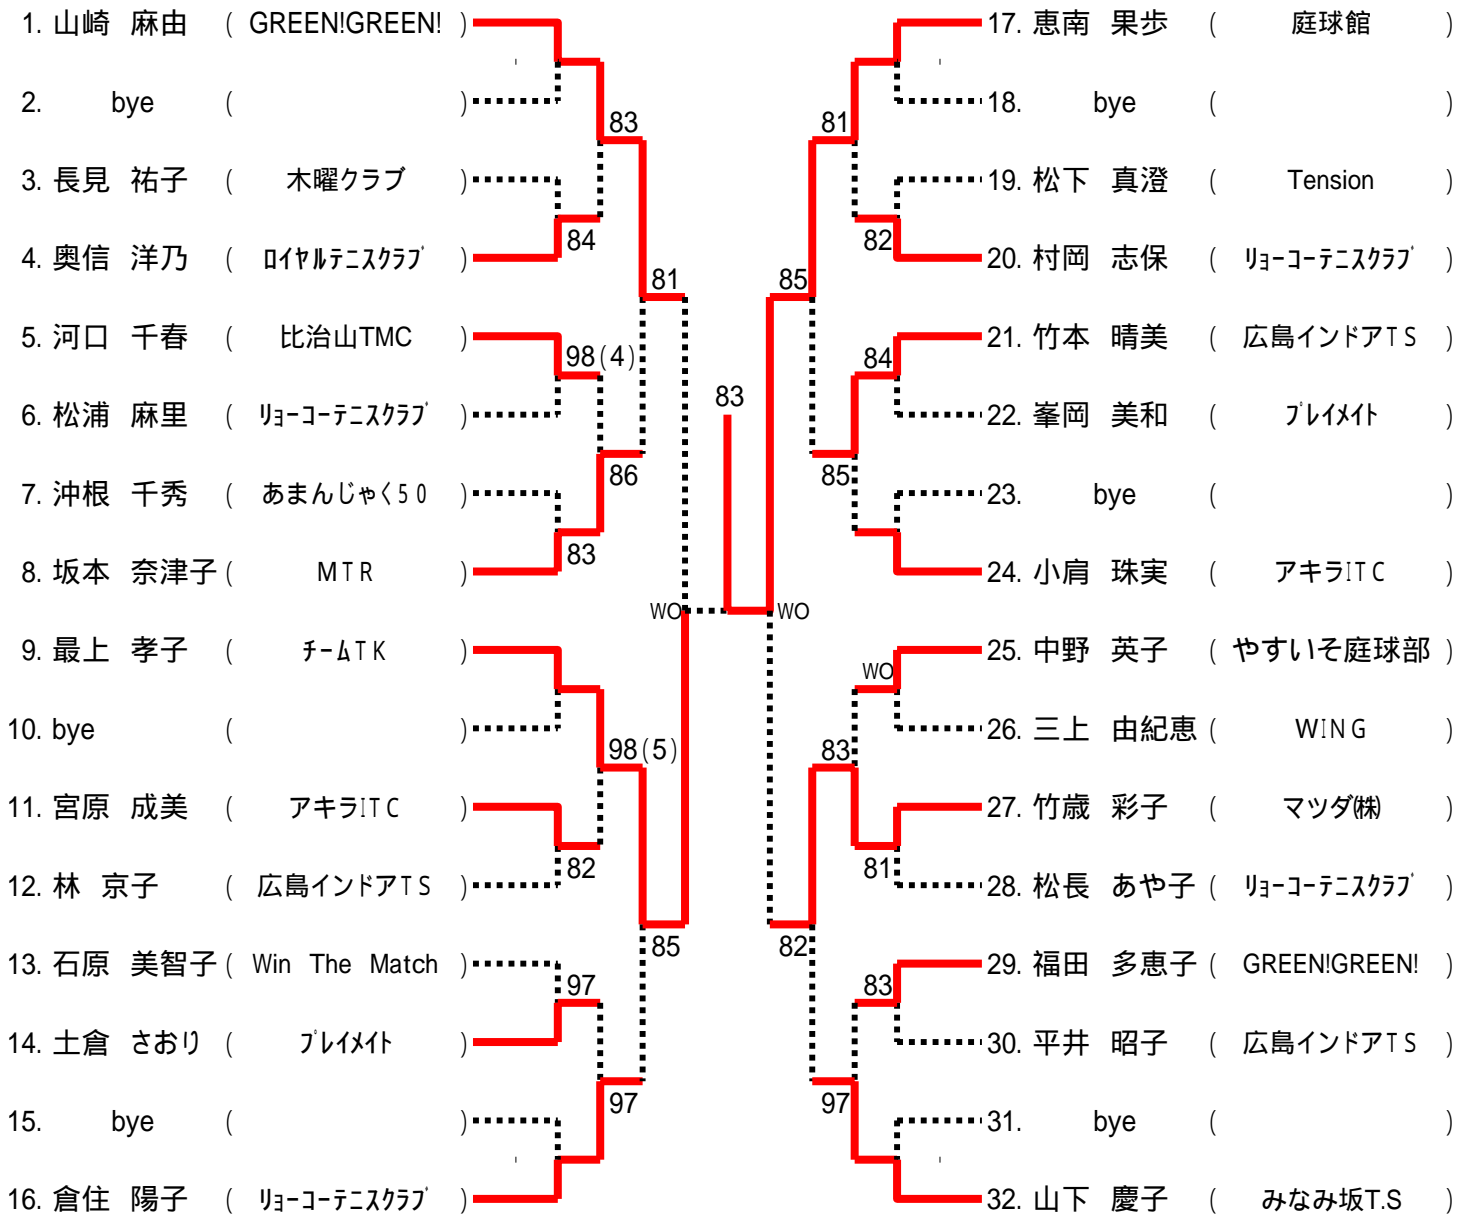 1. 山崎 麻由 ( GREEN!GREEN! )
2. bye ( )
83
3. 長見 祐子 ( 木曜クラブ )
84
4. 奥信 洋乃 ( ロイヤルテニスクラブ )
81
5. 河口 千春 ( 比治山TMC )
98(4)
6. 松浦 麻里 ( リョーコーテニスクラブ )
86
7. 沖根 千秀 ( あまんじゃく50 )
83
8. 坂本 奈津子 ( MTR )
WO
9. 最上 孝子 ( チームTK )
10. bye ( )
98(5)
11. 宮原 成美 ( アキラITC )
82
12. 林 京子 ( 広島インドアTS )
85
13. 石原 美智子 ( Win The Match )
97
14. 土倉 さおり ( プレイメイト )
97
15. bye ( )
16. 倉住 陽子 ( リョーコーテニスクラブ )
83
17. 恵南 果歩 ( 庭球館 )
18. bye ( )
81
19. 松下 真澄 ( Tension )
82
20. 村岡 志保 ( リョーコーテニスクラブ )
85
21. 竹本 晴美 ( 広島インドアTS )
84
22. 峯岡 美和 ( プレイメイト )
85
23. bye ( )
24. 小肩 珠実 ( アキラITC )
WO
25. 中野 英子 ( やすいそ庭球部 )
WO
26. 三上 由紀恵 ( WING )
83
27. 竹歳 彩子 ( マツダ㈱ )
81
28. 松長 あや子 ( リョーコーテニスクラブ )
82
29. 福田 多恵子 ( GREEN!GREEN! )
83
30. 平井 昭子 ( 広島インドアTS )
97
31. bye ( )
32. 山下 慶子 ( みなみ坂T.S )